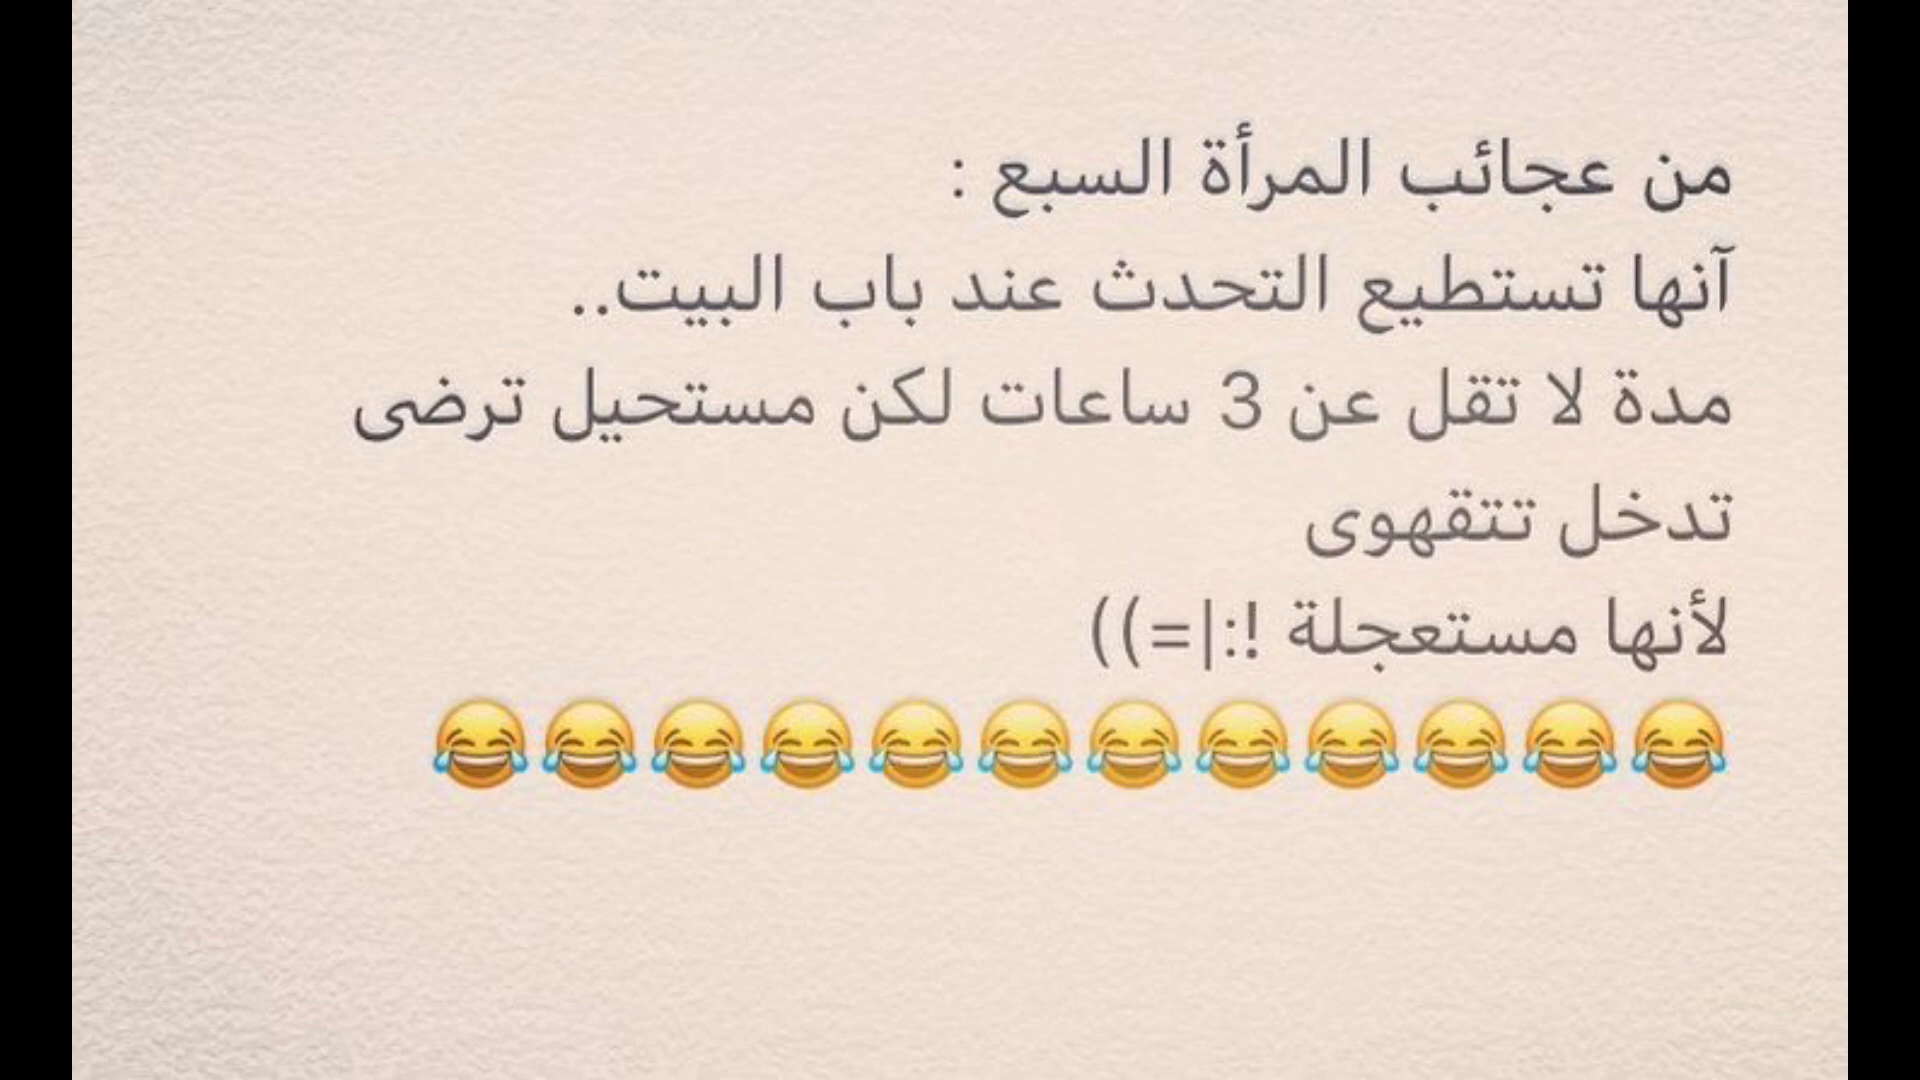 من عجائب المرأة السبع :
آنها تستطيع التحدث عند باب البيت..
مدة لا تقل عن 3 ساعات لكن مستحيل ترضى
تدخل تتقهوى
لأنها مستعجلة !:|=))
😂😂😂😂😂😂😂😂😂😂😂😂